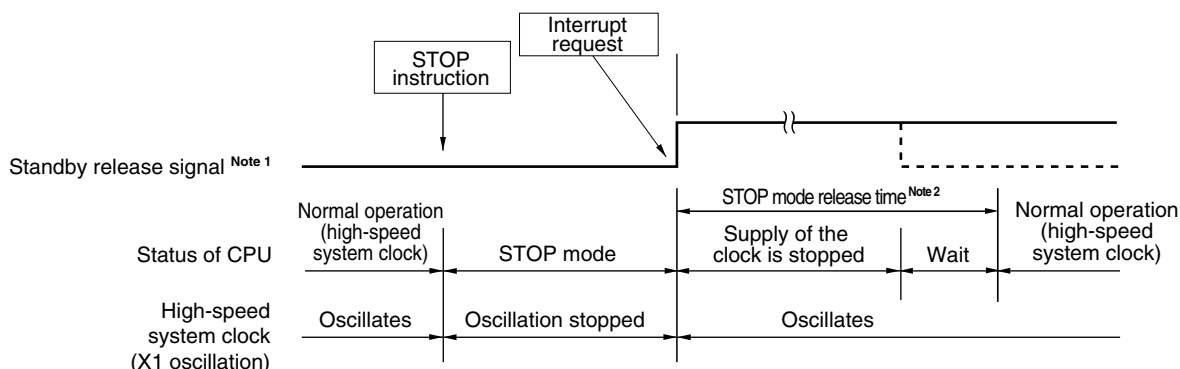 Interrupt
request
STOP
instruction
Standby release signal Note 1
STOP mode release time Note 2
Normal operation
(high-speed
system clock)
Normal operation
(high-speed
system clock)
Status of CPU
STOP mode
Supply of the
clock is stopped
Wait
High-speed
system clock
(X1 oscillation)
Oscillates
Oscillation stopped
Oscillates